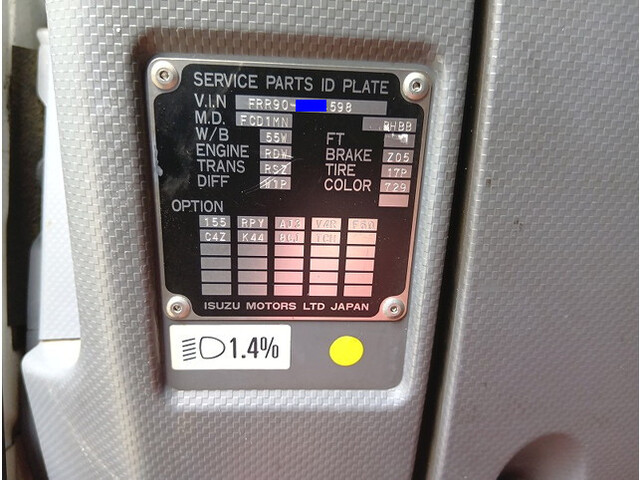 SERVICE PARTS ID PLATE
V.I.N FRR90- 598
M.D. FCD1MN
W/B 55W FT
ENGINE RDW BRAKE Z05
TRANS RSZ TIRE 17P
DIFF COLOR 729
OPTION
155 RPY
C4Z K44
ISUZU MOTORS LTD JAPAN
1.4%